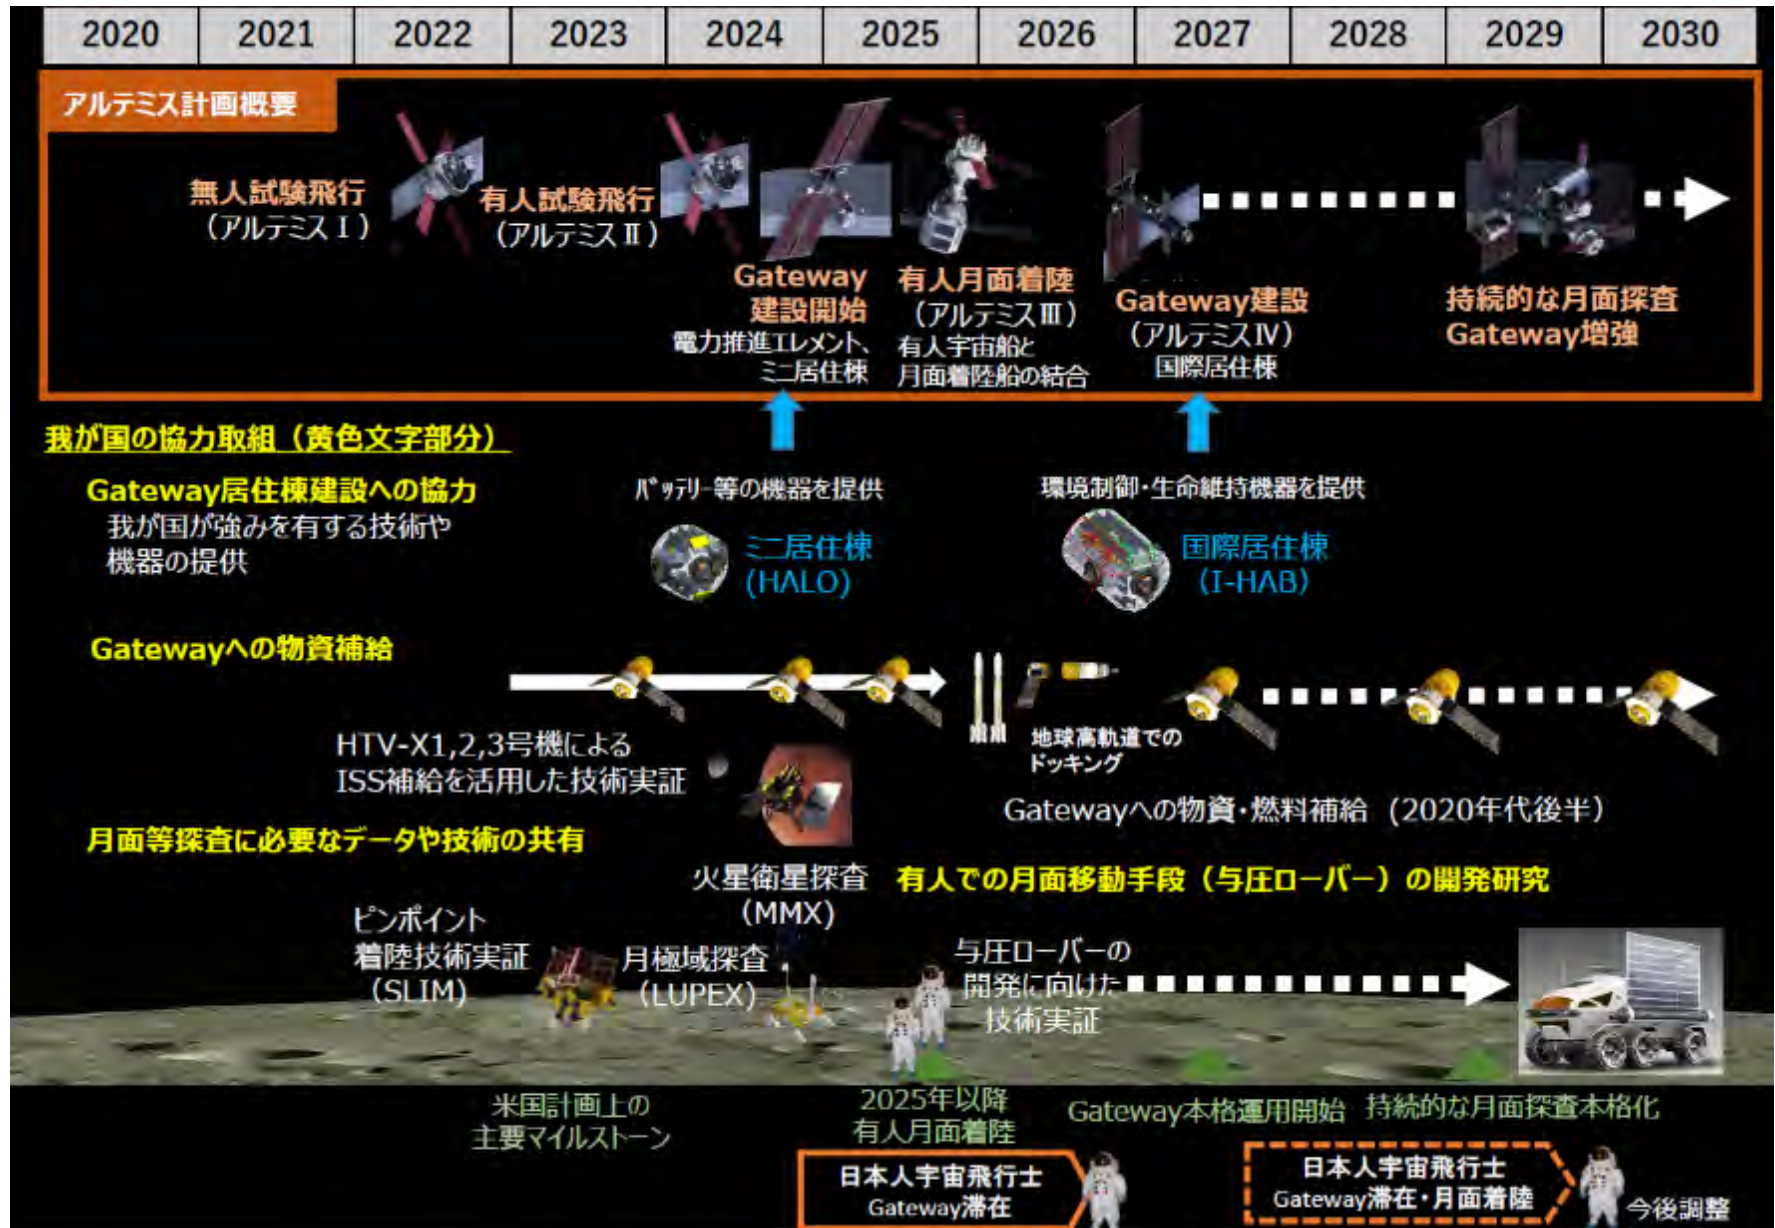 2020 2021 2022 2023 2024 2025 2026 2027 2028 2029 2030
アルテミス計画概要
無人試験飛行
（アルテミスⅠ）
有人試験飛行
（アルテミスⅡ）
Gateway
建設開始
電力推進エレメント、
ミニ居住棟
有人月面着陸
（アルテミスⅢ）
有人宇宙船と
月面着陸船の結合
Gateway建設
（アルテミスⅣ）
国際居住棟
持続的な月面探査
Gateway増強
我が国の協力取組（黄色文字部分）
Gateway居住棟建設への協力
我が国が強みを有する技術や
機器の提供
ﾊﾞｯﾃﾘｰ等の機器を提供
ミニ居住棟
(HALO)
環境制御・生命維持機器を提供
国際居住棟
（I-HAB）
Gatewayへの物資補給
HTV-X1,2,3号機による
ISS補給を活用した技術実証
地球高軌道での
ドッキング
Gatewayへの物資・燃料補給 (2020年代後半）
月面等探査に必要なデータや技術の共有
火星衛星探査
（MMX)
有人での月面移動手段（与圧ローバー）の開発研究
ピンポイント
着陸技術実証
(SLIM)
月極域探査
（LUPEX)
与圧ローバーの
開発に向けた
技術実証
米国計画上の
主要マイルストーン
2025年以降
有人月面着陸
Gateway本格運用開始
持続的な月面探査本格化
日本人宇宙飛行士
Gateway滞在
日本人宇宙飛行士
Gateway滞在・月面着陸
今後調整